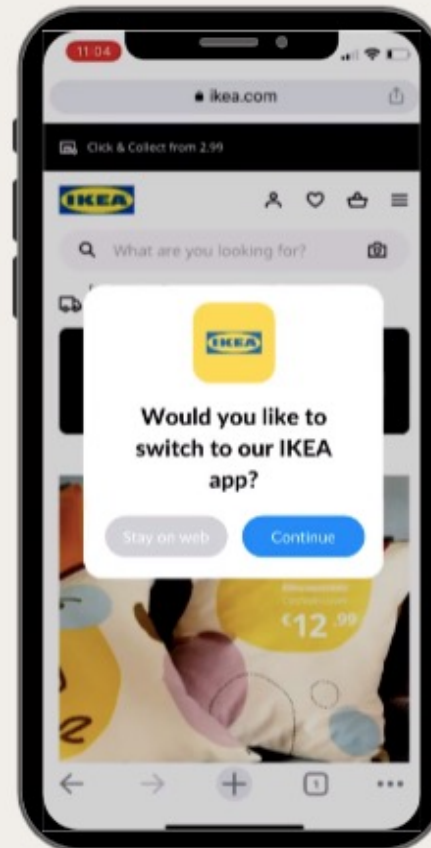 11:04
ikea.com
Click & Collect from 2.99
IKEA
What are you looking for?
IKEA
Would you like to
switch to our IKEA
app?
Stay on web
Continue
€12.99
1